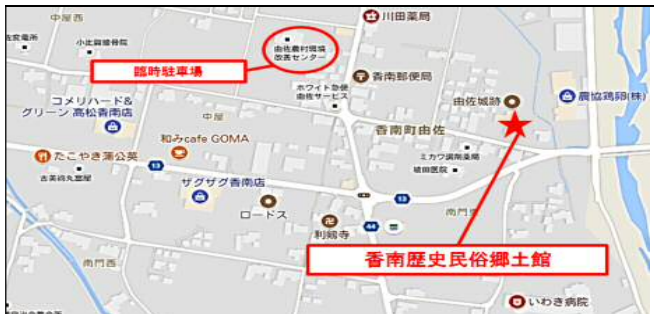 中屋西
川田薬局
小比賀接骨院
由佐農村環境
改善センター
臨時駐車場
香南郵便局
由佐城跡
農協鶏卵(株)
ホワイト急便
由佐サービス
コメリハード&
グリーン 高松香南店
中屋
香南町由佐
和みcafe GOMA
ミカワ調剤薬局
たこやき蒲公英
13
植田医院
ザグザグ香南店
13
ロードス
44
利剱寺
南門西
香南歴史民俗郷土館
いわき病院